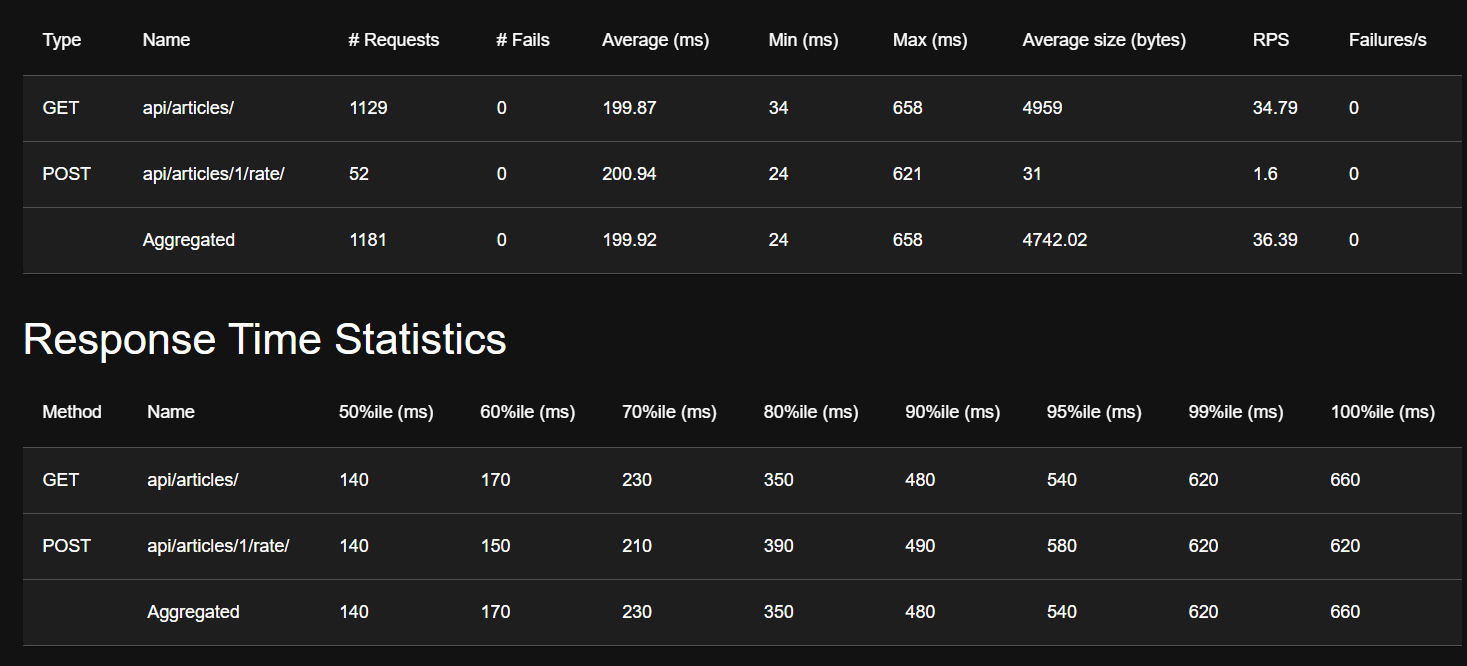 Type Name # Requests # Fails Average (ms) Min (ms) Max (ms) Average size (bytes) RPS Failures/s
GET api/articles/ 1129 0 199.87 34 658 4959 34.79 0
POST api/articles/1/rate/ 52 0 200.94 24 621 31 1.6 0
Aggregated 1181 0 199.92 24 658 4742.02 36.39 0
Response Time Statistics
Method Name 50%ile (ms) 60%ile (ms) 70%ile (ms) 80%ile (ms) 90%ile (ms) 95%ile (ms) 99%ile (ms) 100%ile (ms)
GET api/articles/ 140 170 230 350 480 540 620 660
POST api/articles/1/rate/ 140 150 210 390 490 580 620 620
Aggregated 140 170 230 350 480 540 620 660